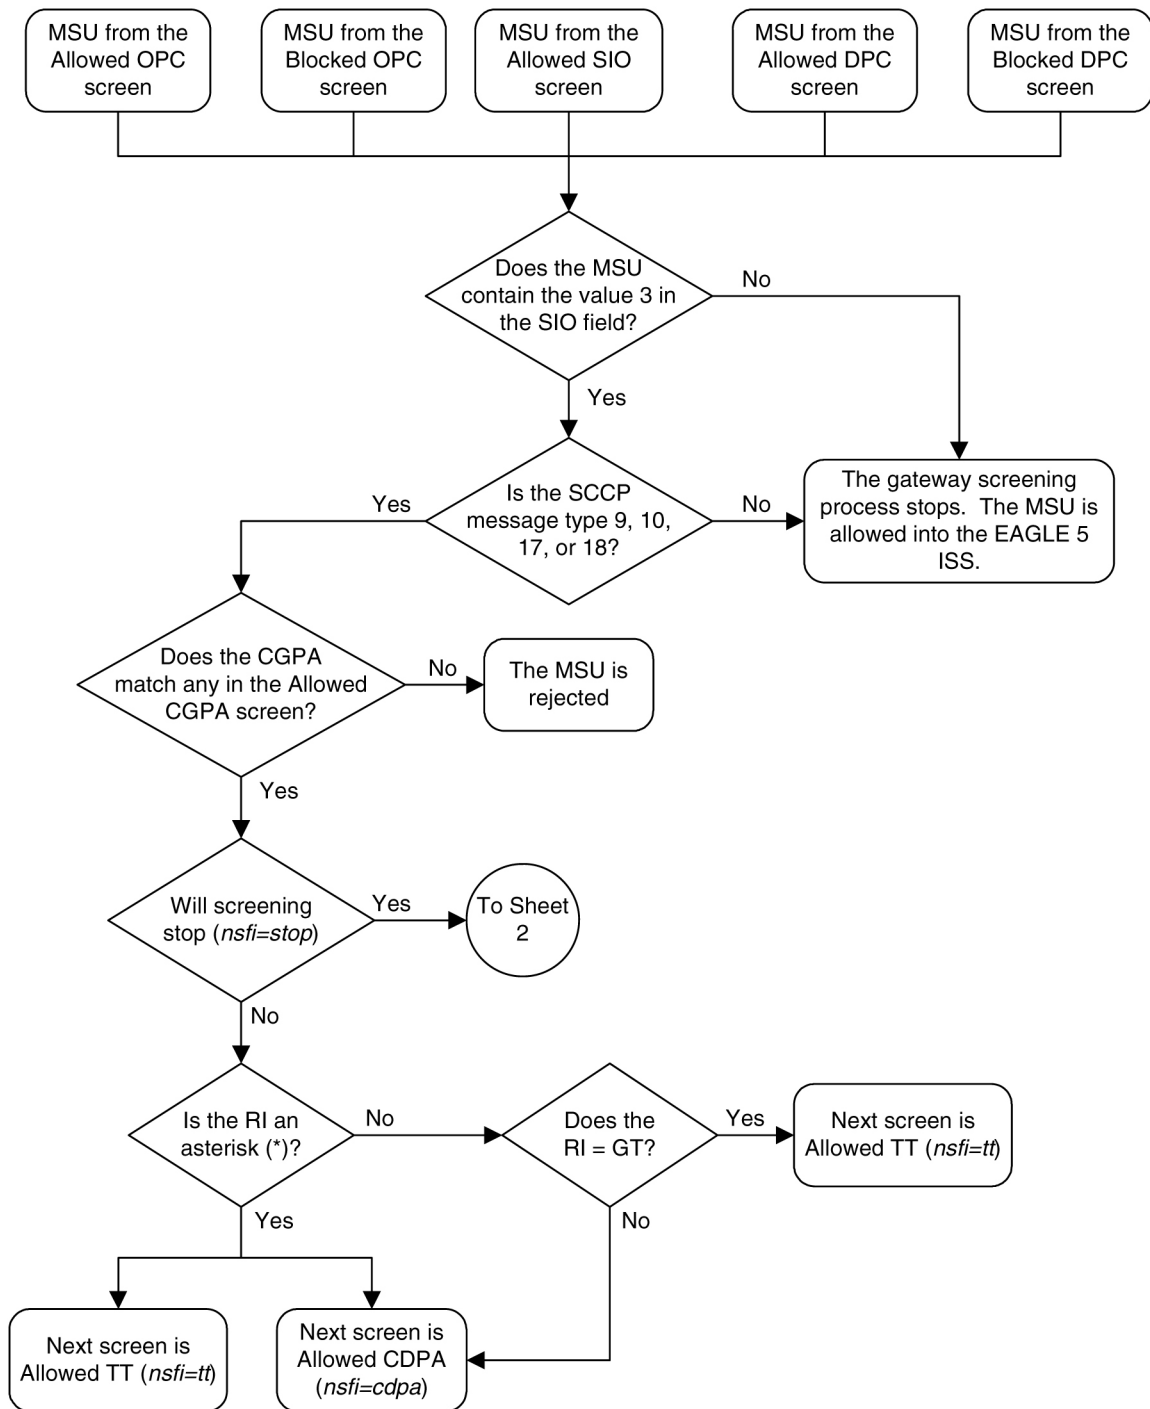 MSU from the
Allowed OPC
screen
MSU from the
Blocked OPC
screen
MSU from the
Allowed SIO
screen
MSU from the
Allowed DPC
screen
MSU from the
Blocked DPC
screen
Does the MSU
contain the value 3 in
the SIO field?
No
Yes
Is the SCCP
message type 9, 10,
17, or 18?
Yes
No
The gateway screening
process stops. The MSU is
allowed into the EAGLE 5
ISS.
Does the CGPA
match any in the Allowed
CGPA screen?
No
The MSU is
rejected
Yes
Will screening
stop (nsfi=stop)
Yes
To Sheet
2
No
Is the RI an
asterisk (*)?
No
Does the
RI = GT?
Yes
Next screen is
Allowed TT (nsfi=tt)
Yes
No
Next screen is
Allowed TT (nsfi=tt)
Next screen is
Allowed CDPA
(nsfi=cdpa)